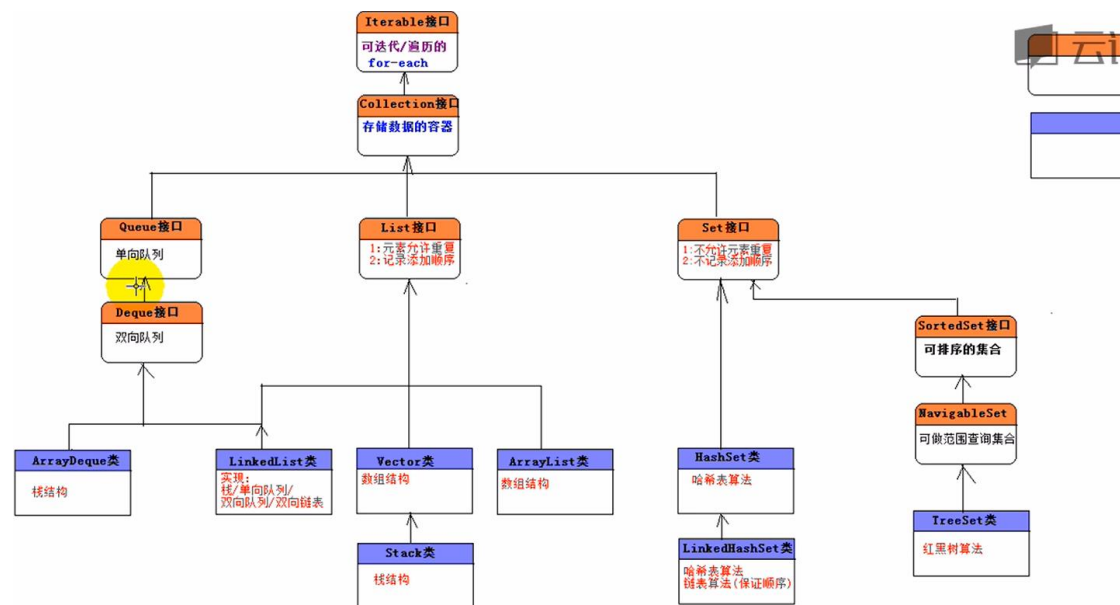 Iterable接口
可迭代/遍历的
for-each
云
Collection接口
存储数据的容器
Queue接口
单向队列
List接口
1:元素允许重复
2:记录添加顺序
Set接口
1:不允许元素重复
2:不记录添加顺序
Deque接口
双向队列
SortedSet接口
可排序的集合
NavigableSet
可做范围查询集合
ArrayDeque类
栈结构
LinkedList类
实现:
栈/单向队列/
双向队列/双向链表
Vector类
数组结构
ArrayList类
数组结构
HashSet类
哈希表算法
TreeSet类
红黑树算法
Stack类
栈结构
LinkedHashSet类
哈希表算法
链表算法(保证顺序)